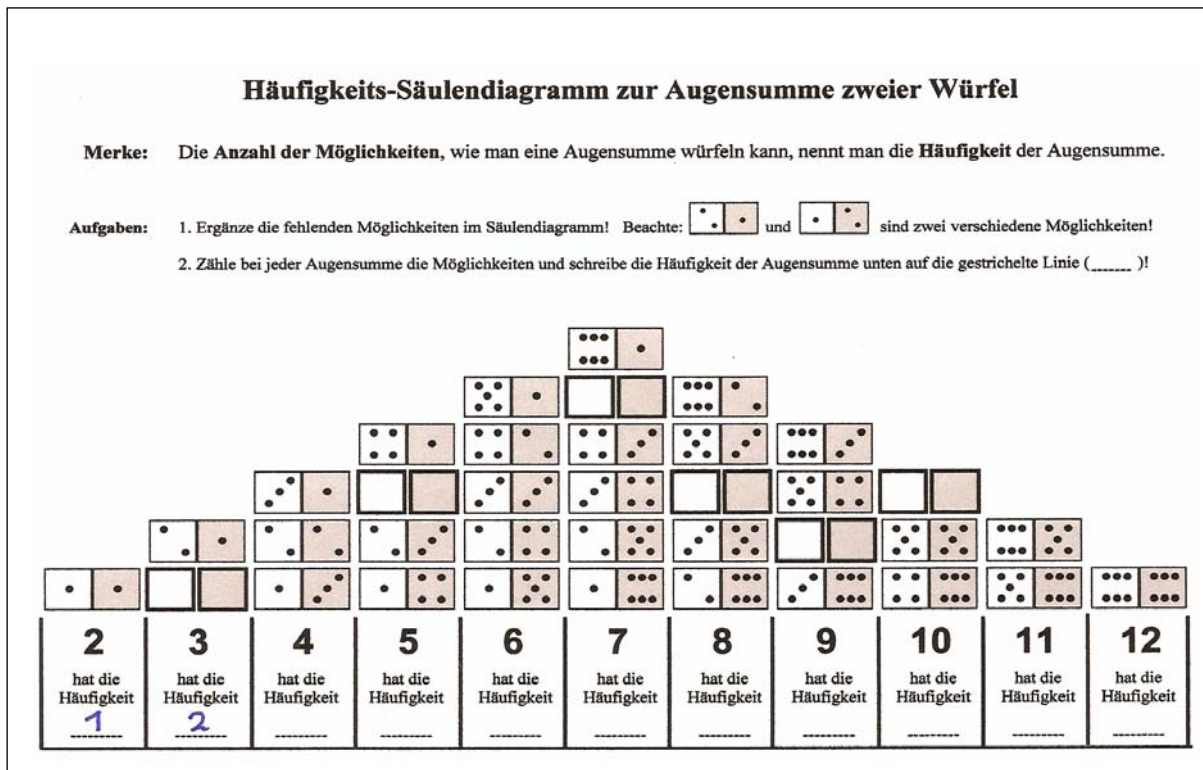 Häufigkeits-Säulendiagramm zur Augensumme zweier Würfel
Merke: Die Anzahl der Möglichkeiten, wie man eine Augensumme würfeln kann, nennt man die Häufigkeit der Augensumme.
Aufgaben: 1. Ergänze die fehlenden Möglichkeiten im Säulendiagramm! Beachte: und sind zwei verschiedene Möglichkeiten!
2. Zähle bei jeder Augensumme die Möglichkeiten und schreibe die Häufigkeit der Augensumme unten auf die gestrichelte Linie (_______ )!
2 3 4 5 6 7 8 9 10 11 12
hat die hat die hat die hat die hat die hat die hat die hat die hat die hat die hat die
Häufigkeit Häufigkeit Häufigkeit Häufigkeit Häufigkeit Häufigkeit Häufigkeit Häufigkeit Häufigkeit Häufigkeit Häufigkeit
1 2